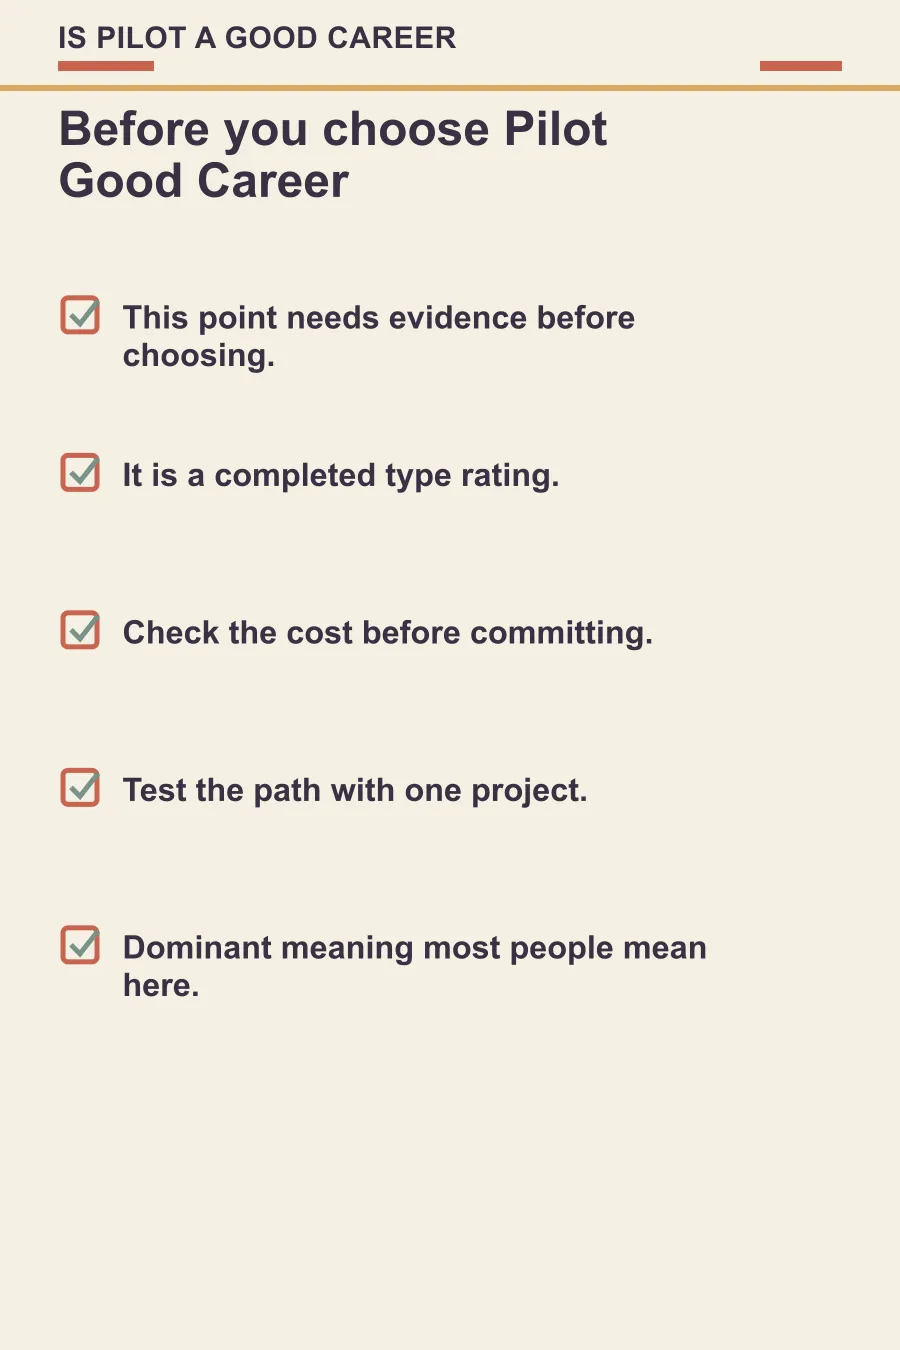 IS PILOT A GOOD CAREER
Before you choose Pilot
Good Career
This point needs evidence before
choosing.
It is a completed type rating.
Check the cost before committing.
Test the path with one project.
Dominant meaning most people mean
here.